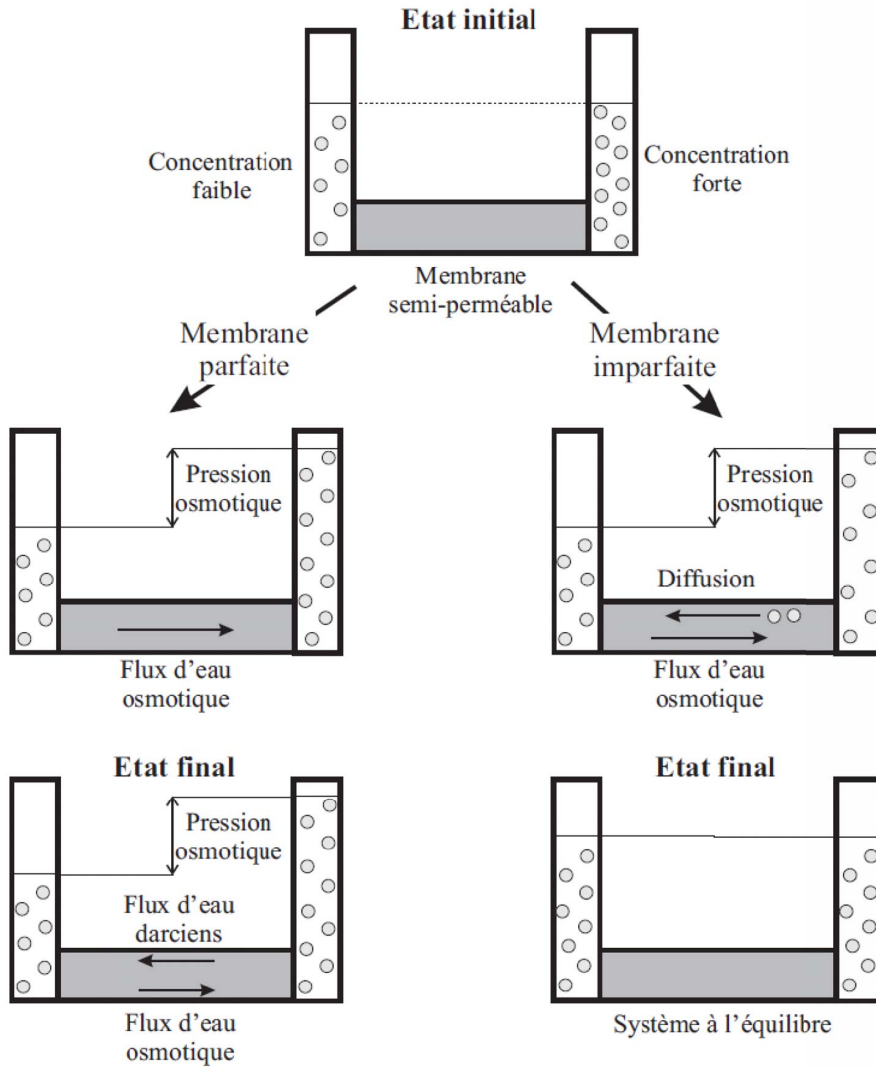 Etat initial
Concentration
faible
Concentration
forte
Membrane
semi-perméable
Membrane
parfaite
Membrane
imparfaite
Pression
osmotique
Flux d'eau
osmotique
Pression
osmotique
Diffusion
Flux d'eau
osmotique
Etat final
Pression
osmotique
Flux d'eau
darciens
Flux d'eau
osmotique
Etat final
Système à l'équilibre